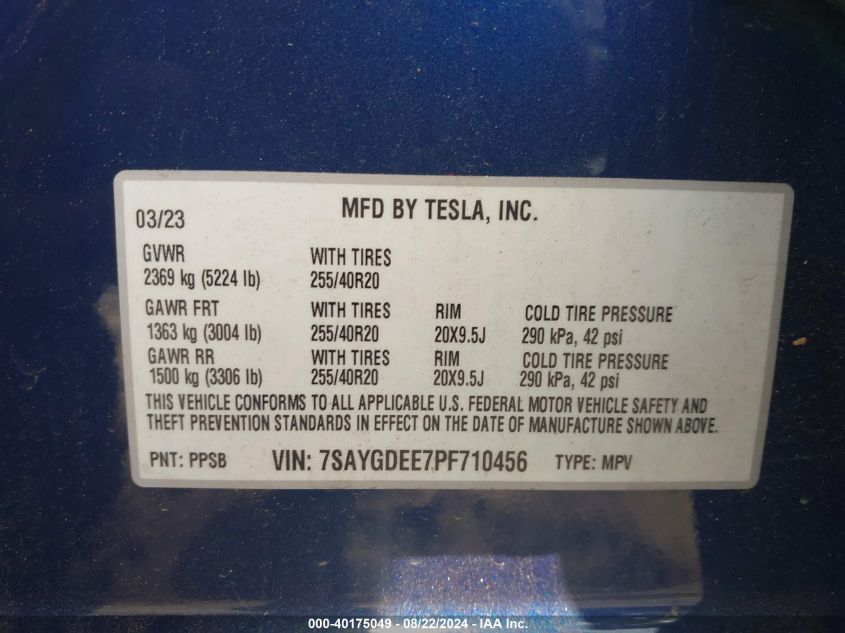 03/23 MFD BY TESLA, INC.
GVWR WITH TIRES
2369 kg (5224 lb) 255/40R20
GAWR FRT WITH TIRES RIM COLD TIRE PRESSURE
1363 kg (3004 lb) 255/40R20 20X9.5J 290 kPa, 42 psi
GAWR RR WITH TIRES RIM COLD TIRE PRESSURE
1500 kg (3306 lb) 255/40R20 20X9.5J 290 kPa, 42 psi
THIS VEHICLE CONFORMS TO ALL APPLICABLE U.S. FEDERAL MOTOR VEHICLE SAFETY AND
THEFT PREVENTION STANDARDS IN EFFECT ON THE DATE OF MANUFACTURE SHOWN ABOVE.
PNT: PPSB VIN: 7SAYGDEE7PF710456 TYPE: MPV
000-40175049 - 08/22/2024 - IAA Inc.